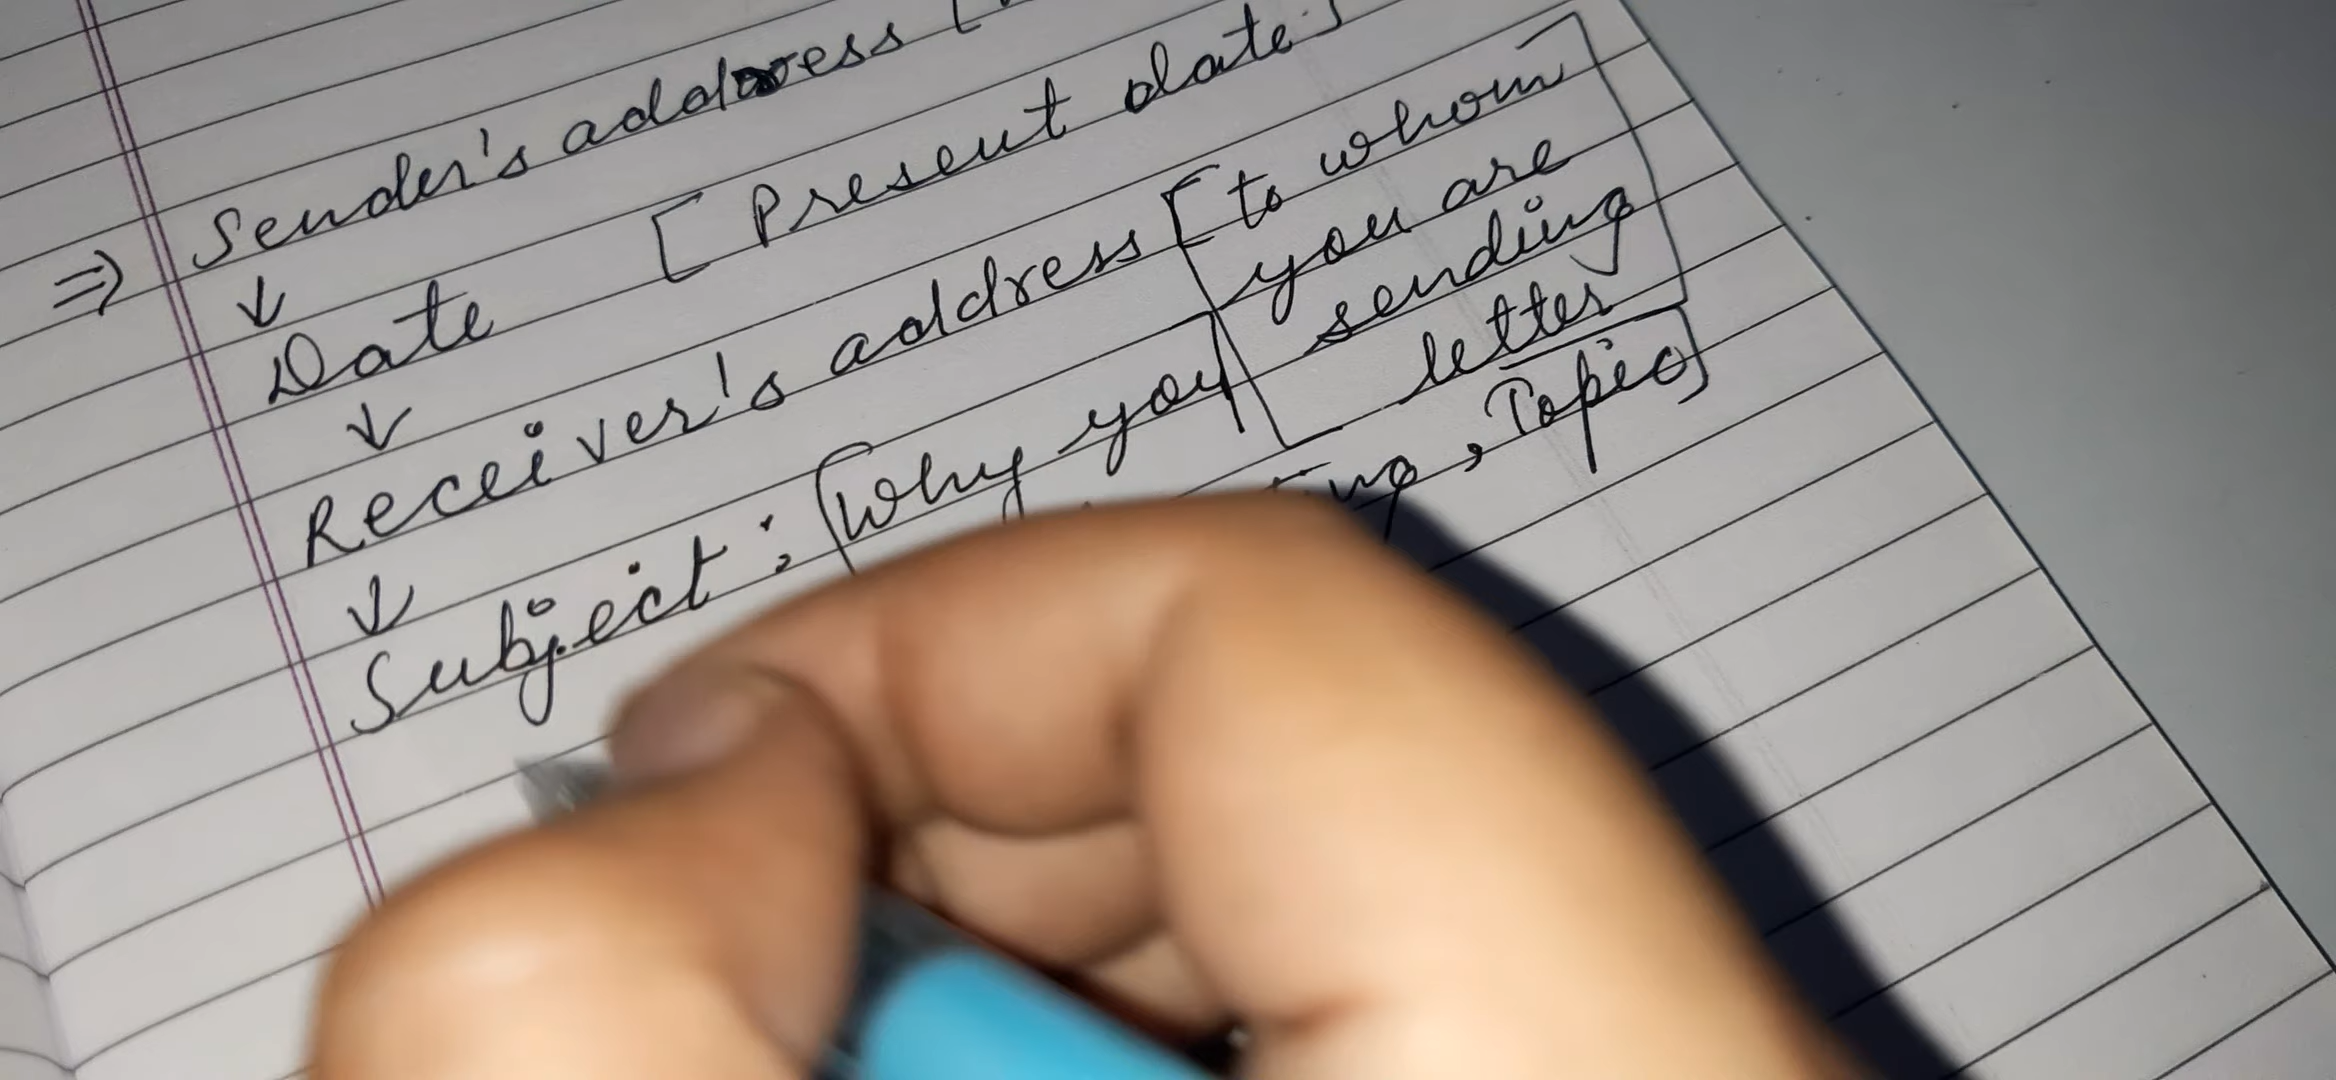 ⇒ Sender's address [
↓
Date [Present date.]
↓
Receiver's address [to whom
you are
sending
letter]
↓
Subject : [Why you
, Topic]